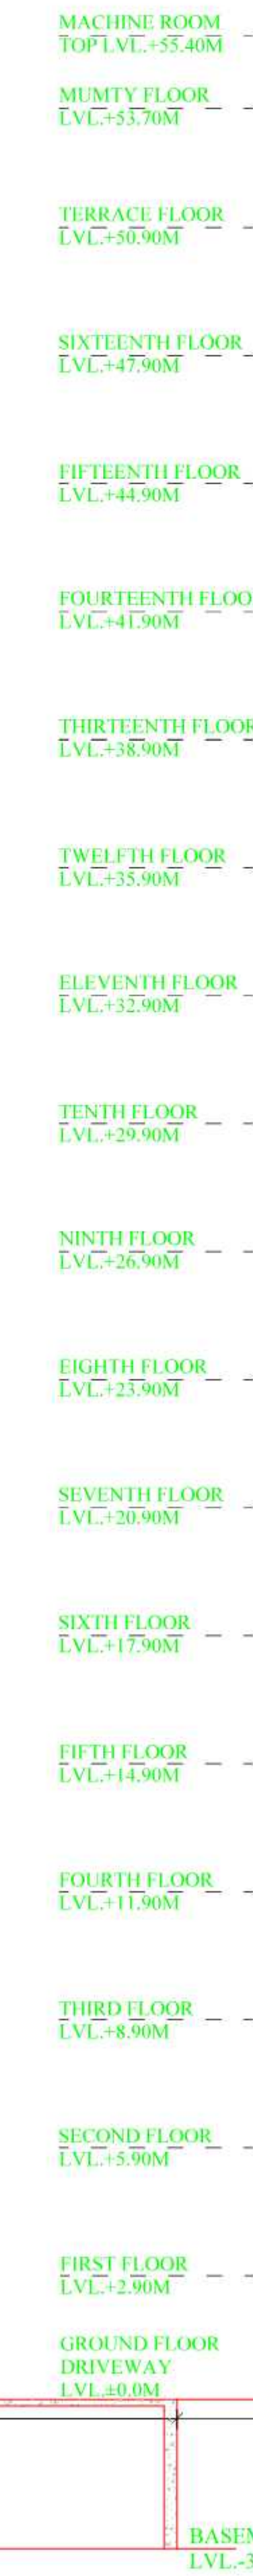 MACHINE ROOM
TOP LVL.+55.40M
MUMTY FLOOR
LVL.+53.70M
TERRACE FLOOR
LVL.+50.90M
SIXTEENTH FLOOR
LVL.+47.90M
FIFTEENTH FLOOR
LVL.+44.90M
FOURTEENTH FLOO
LVL.+41.90M
THIRTEENTH FLOOR
LVL.+38.90M
TWELFTH FLOOR
LVL.+35.90M
ELEVENTH FLOOR
LVL.+32.90M
TENTH FLOOR
LVL.+29.90M
NINTH FLOOR
LVL.+26.90M
EIGHTH FLOOR
LVL.+23.90M
SEVENTH FLOOR
LVL.+20.90M
SIXTH FLOOR
LVL.+17.90M
FIFTH FLOOR
LVL.+14.90M
FOURTH FLOOR
LVL.+11.90M
THIRD FLOOR
LVL.+8.90M
SECOND FLOOR
LVL.+5.90M
FIRST FLOOR
LVL.+2.90M
GROUND FLOOR
DRIVEWAY
LVL.±0.0M
BASEM
LVL.-3